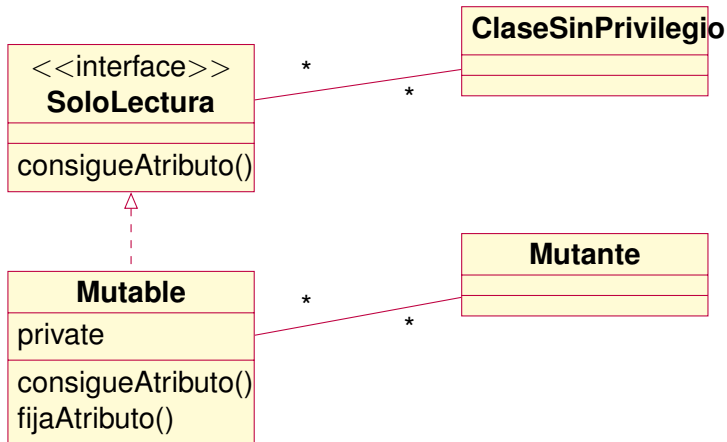 <<interface>>
SoloLectura
consigueAtributo()
ClaseSinPrivilegio
*
*
Mutable
private
consigueAtributo()
fijaAtributo()
Mutante
*
*